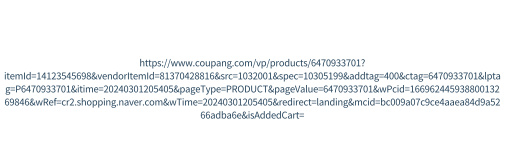 https://www.coupang.com/vp/products/6470933701?
itemId=14123545698&vendorItemId=81370428816&src=1032001&spec=10305199&addtag=400&ctag=6470933701&lpta
g=P6470933701&itime=20240301205405&pageType=PRODUCT&pageValue=6470933701&wPcid=166962445938800132
69846&wRef=cr2.shopping.naver.com&wTime=20240301205405&redirect=landing&mcid=bc009a07c9ce4aaea84d9a52
66adba6e&isAddedCart=